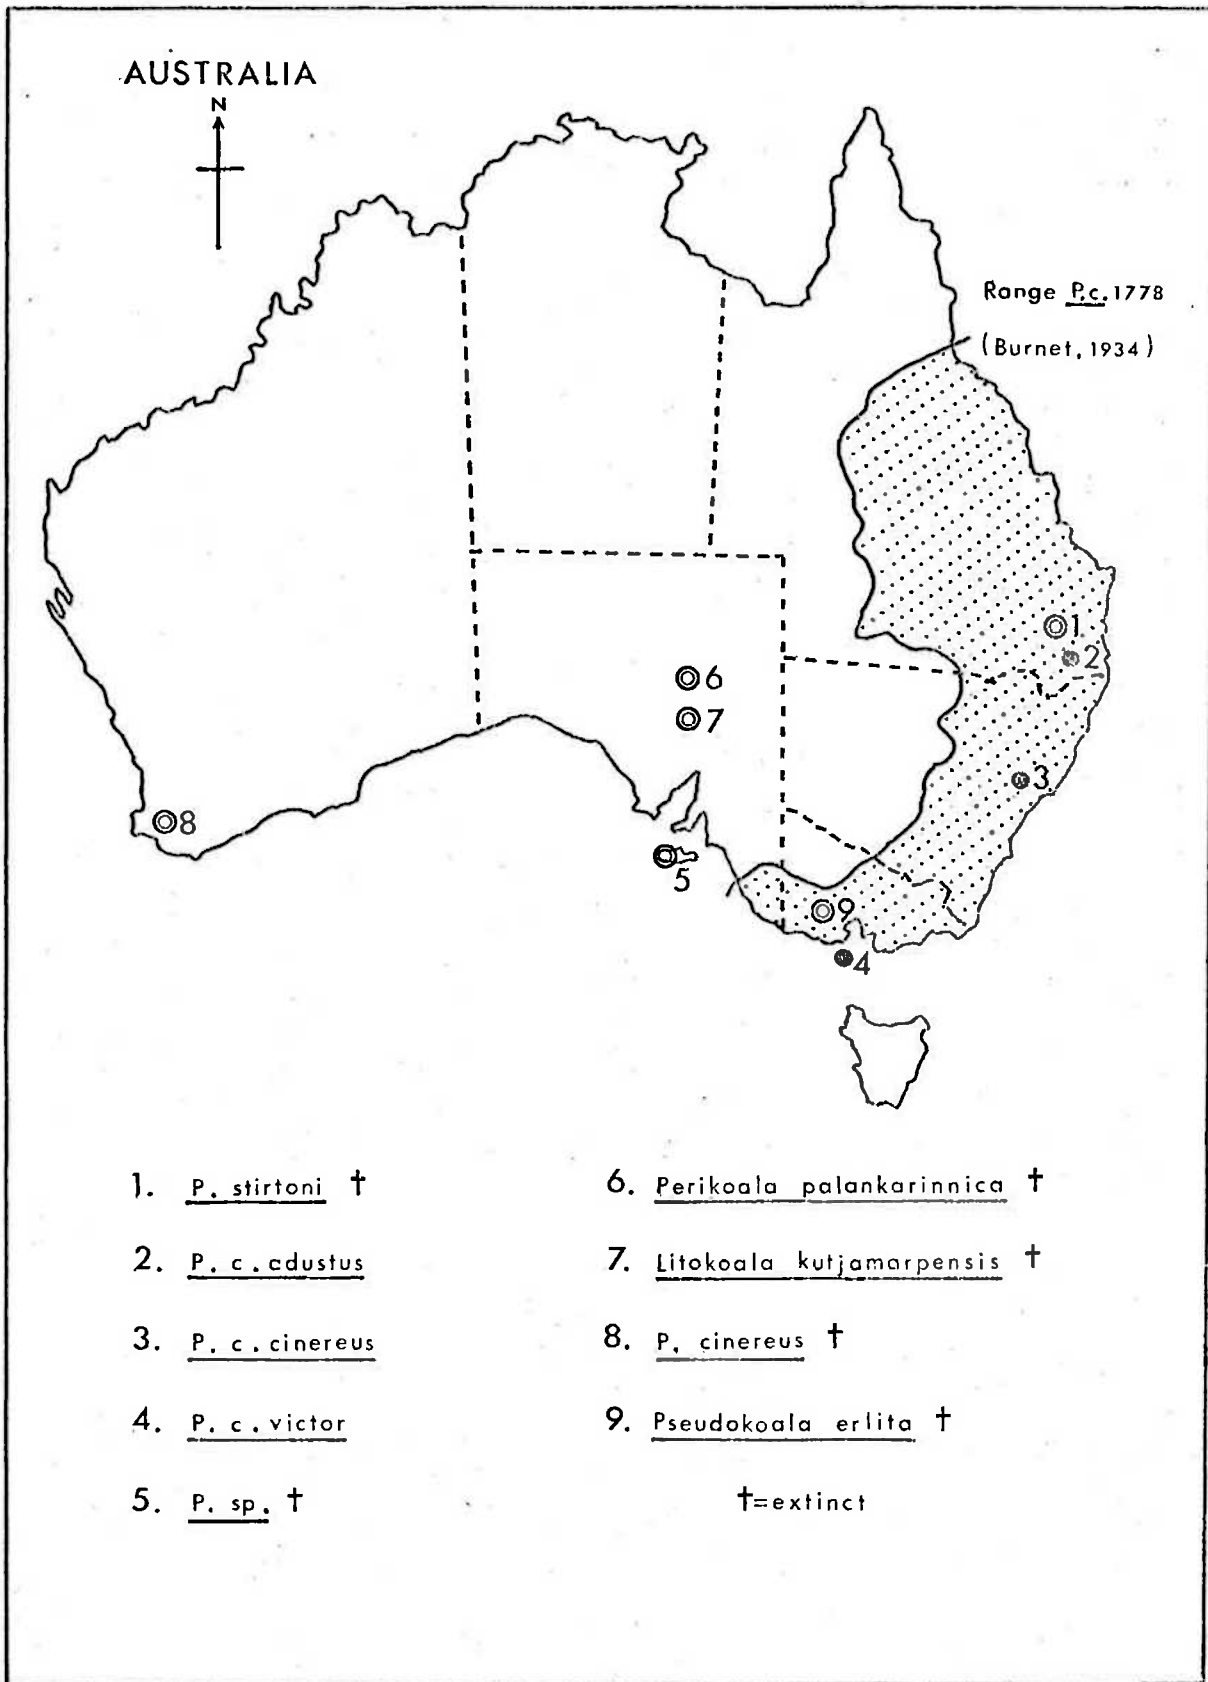 AUSTRALIA
N
Range P.c. 1778
(Burnet, 1934)
1
2
3
4
5
6
7
8
9
1. P. stirtoni †
2. P. c. adustus
3. P. c. cinereus
4. P. c. victor
5. P. sp. †
6. Perikoala palankarinnica †
7. Litokoala kutjamarpensis †
8. P. cinereus †
9. Pseudokoala erlita †
†=extinct